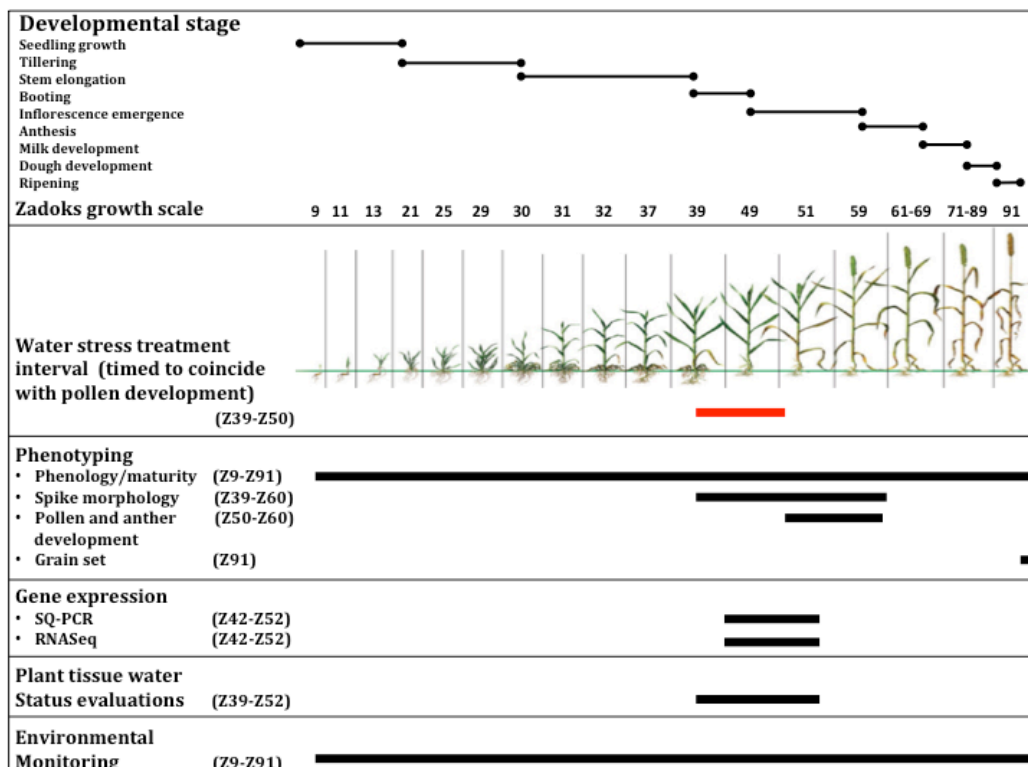 Developmental stage
Seedling growth
Tillering
Stem elongation
Booting
Inflorescence emergence
Anthesis
Milk development
Dough development
Ripening
Zadoks growth scale 9 11 13 21 25 29 30 31 32 37 39 49 51 59 61-69 71-89 91
Water stress treatment
interval (timed to coincide
with pollen development)
(Z39-Z50)
Phenotyping
• Phenology/maturity (Z9-Z91)
• Spike morphology (Z39-Z60)
• Pollen and anther (Z50-Z60)
development
• Grain set (Z91)
Gene expression
• SQ-PCR (Z42-Z52)
• RNASeq (Z42-Z52)
Plant tissue water
Status evaluations (Z39-Z52)
Environmental
Monitoring (Z9-Z91)